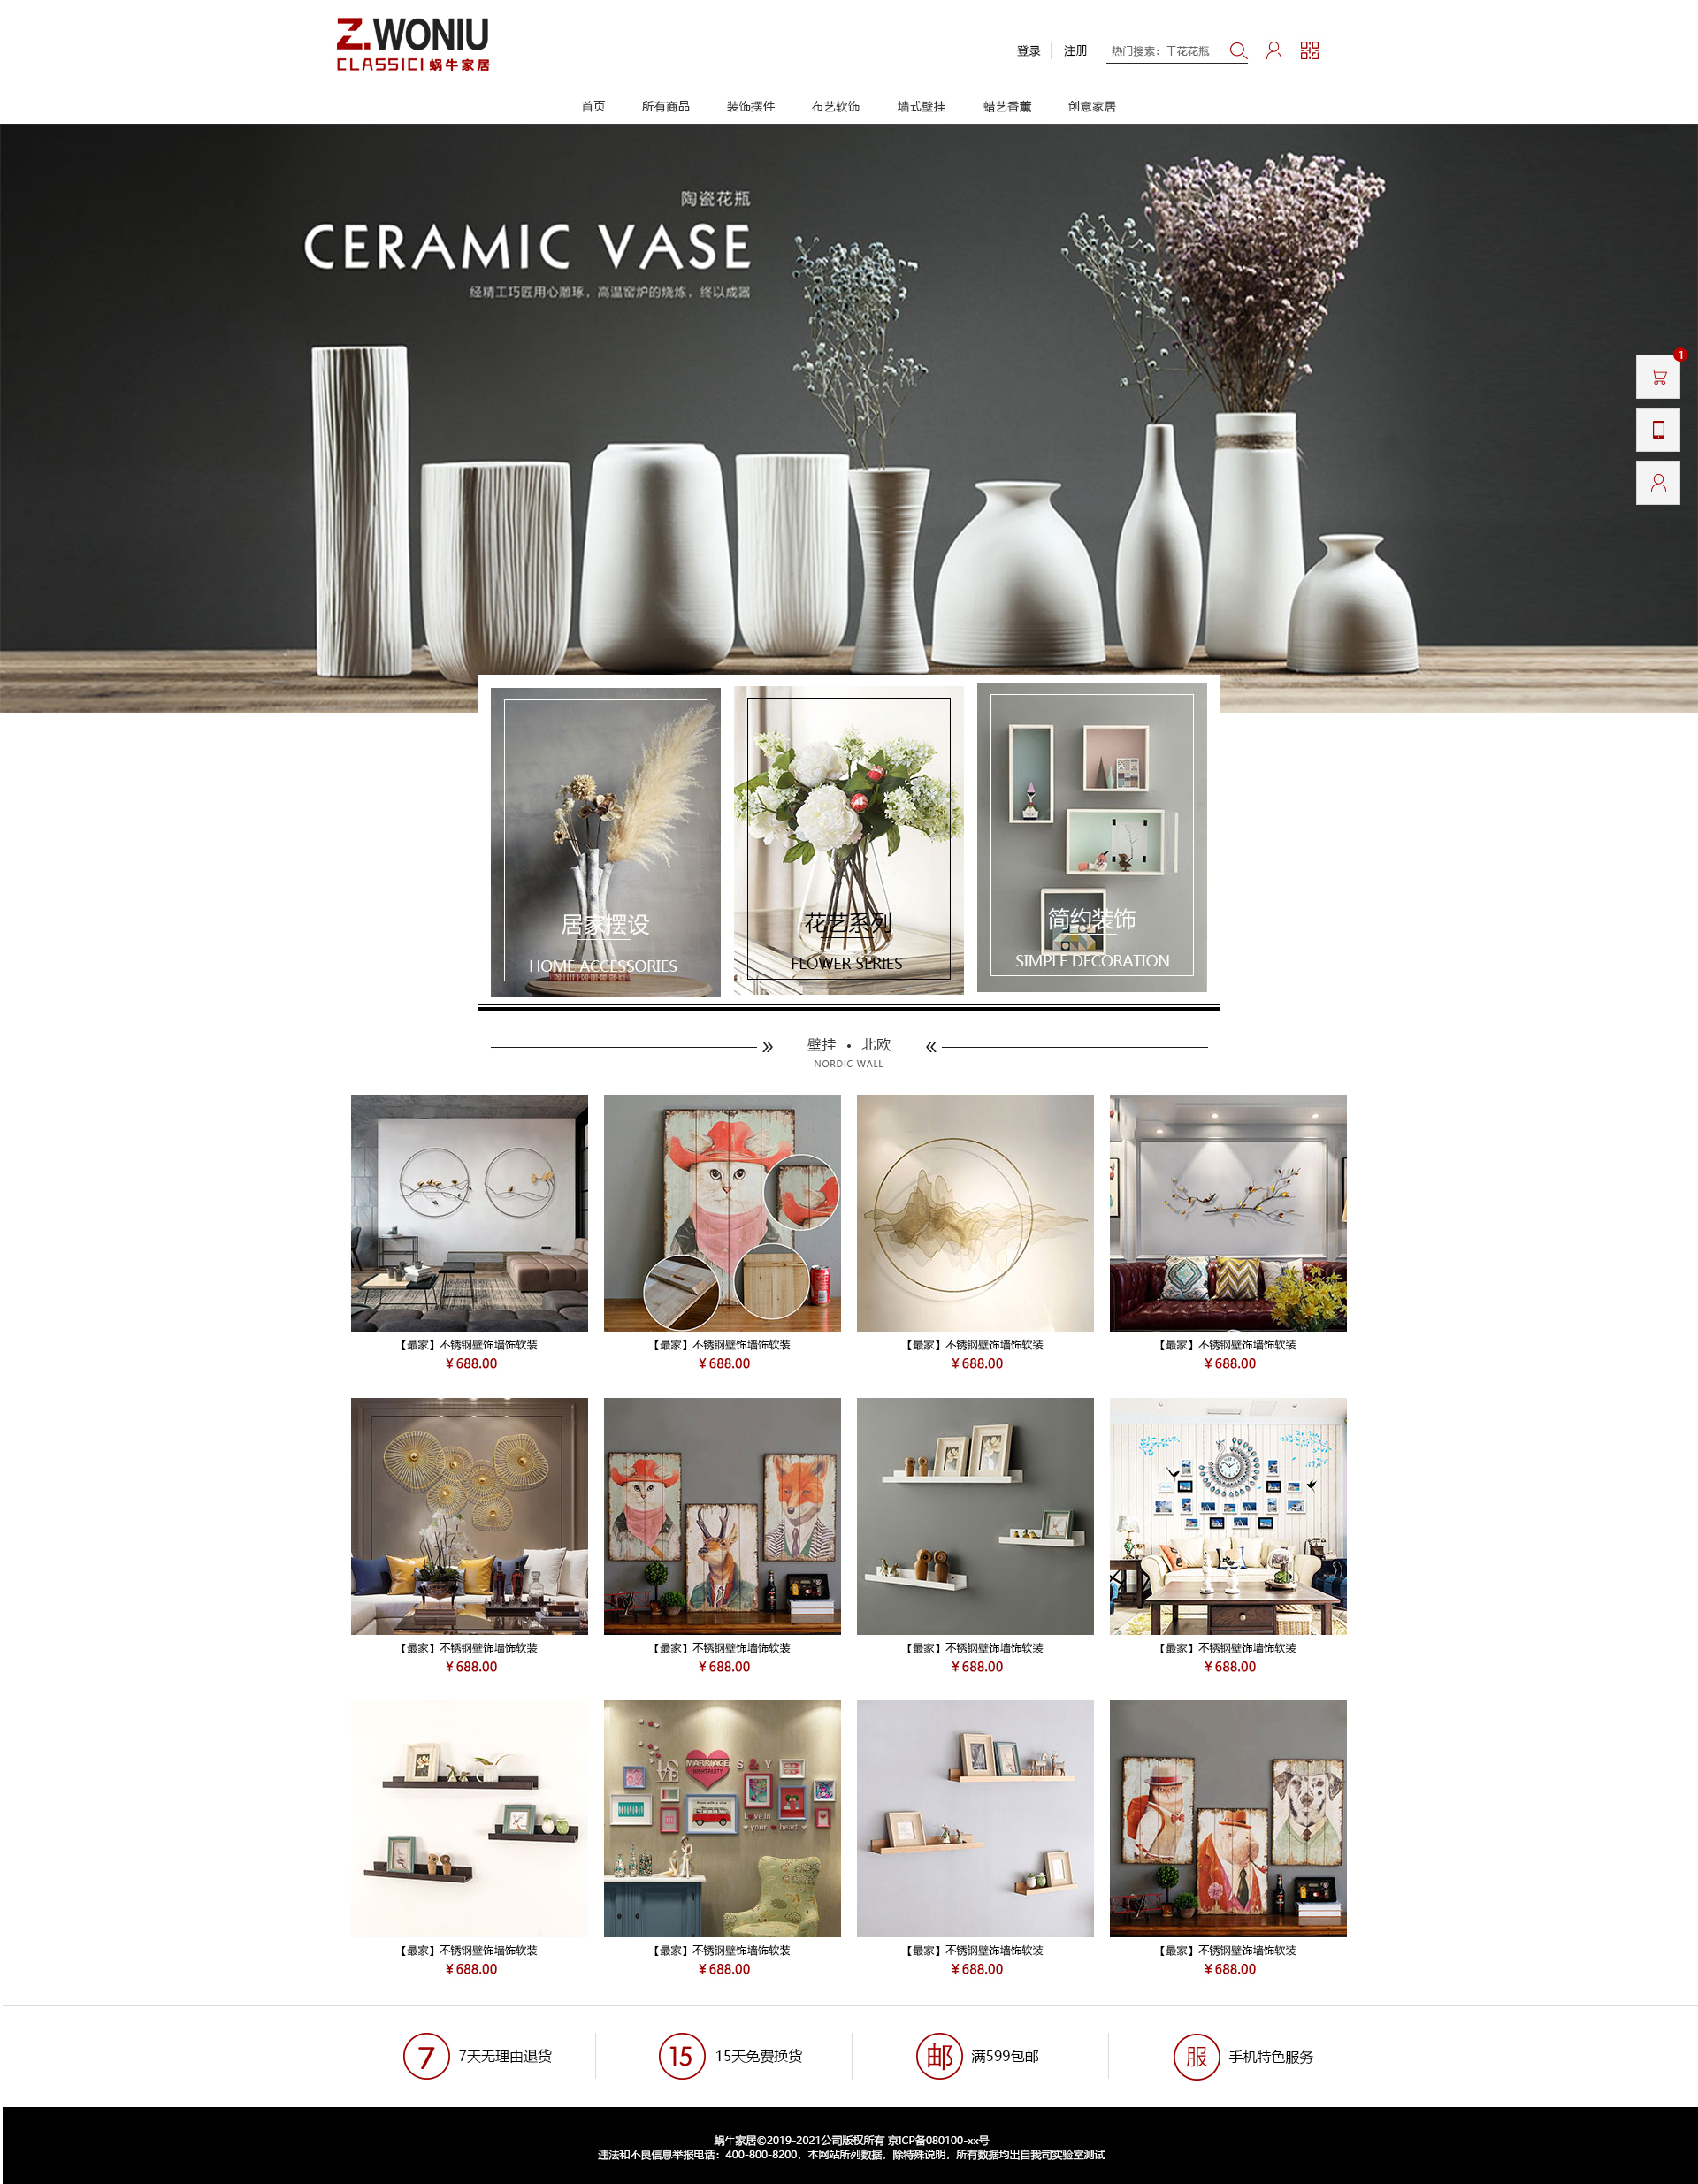 Z.WONIU
CLASSICI 蜗牛家居
登录 注册 热门搜索：干花花瓶
首页 所有商品 装饰摆件 布艺软饰 墙式壁挂 蜡艺香薰 创意家居
陶瓷花瓶
CERAMIC VASE
经精工巧匠用心雕琢，高温窑炉的烧炼，终以成器
1
居家摆设
HOME ACCESSORIES
花艺系列
FLOWER SERIES
简约装饰
SIMPLE DECORATION
壁挂 • 北欧
NORDIC WALL
【最家】不锈钢壁饰墙饰软装
¥688.00
【最家】不锈钢壁饰墙饰软装
¥688.00
【最家】不锈钢壁饰墙饰软装
¥688.00
【最家】不锈钢壁饰墙饰软装
¥688.00
【最家】不锈钢壁饰墙饰软装
¥688.00
【最家】不锈钢壁饰墙饰软装
¥688.00
【最家】不锈钢壁饰墙饰软装
¥688.00
【最家】不锈钢壁饰墙饰软装
¥688.00
LOVE
MARRIAGE
S & Y
Love in
your heart
【最家】不锈钢壁饰墙饰软装
¥688.00
【最家】不锈钢壁饰墙饰软装
¥688.00
【最家】不锈钢壁饰墙饰软装
¥688.00
【最家】不锈钢壁饰墙饰软装
¥688.00
7 7天无理由退货
15 15天免费换货
邮 满599包邮
服 手机特色服务
蜗牛家居©2019-2021公司版权所有 京ICP备080100-xx号
违法和不良信息举报电话：400-800-8200，本网站所列数据，除特殊说明，所有数据均出自我司实验室测试